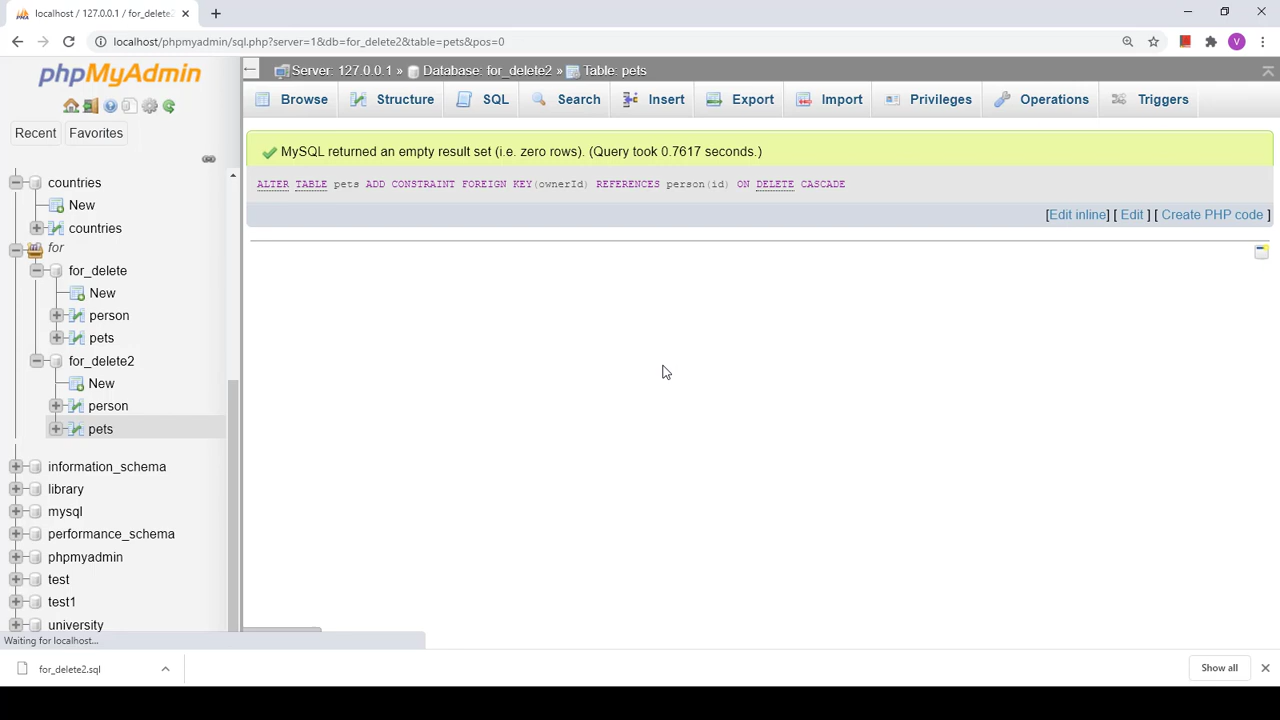 localhost / 127.0.0.1 / for_delete2
localhost/phpmyadmin/sql.php?server=1&db=for_delete2&table=pets&pos=0
V
phpMyAdmin
Recent
Favorites
countries
New
countries
for
for_delete
New
person
pets
for_delete2
New
person
pets
information_schema
library
mysql
performance_schema
phpmyadmin
test
test1
university
Server: 127.0.0.1 » Database: for_delete2 » Table: pets
Browse Structure SQL Search Insert Export Import Privileges Operations Triggers
MySQL returned an empty result set (i.e. zero rows). (Query took 0.7617 seconds.)
ALTER TABLE pets ADD CONSTRAINT FOREIGN KEY(ownerId) REFERENCES person(id) ON DELETE CASCADE
[Edit inline] [ Edit ] [ Create PHP code ]
Waiting for localhost...
for_delete2.sql
Show all